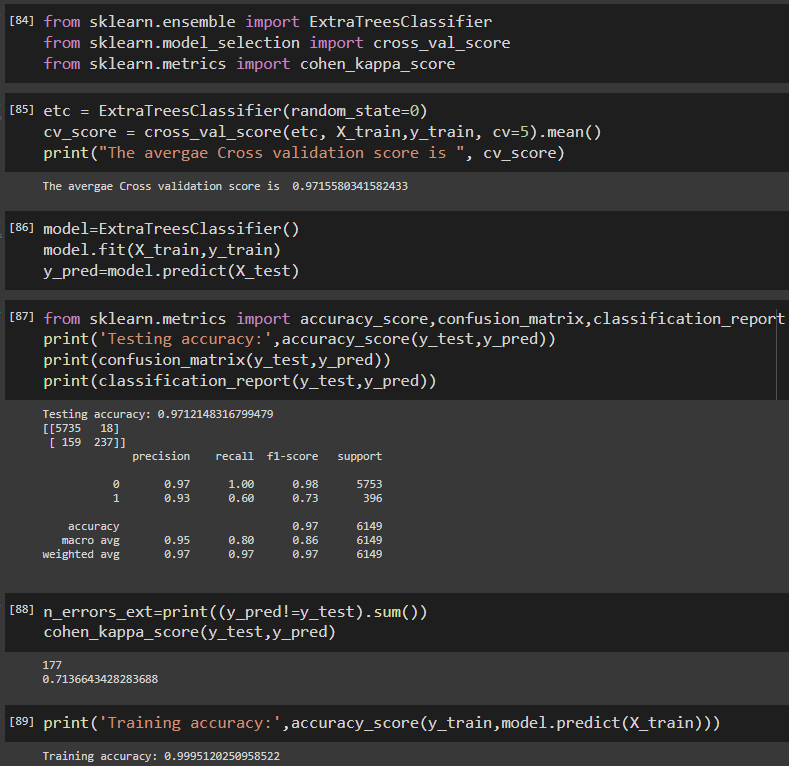 [84] from sklearn.ensemble import ExtraTreesClassifier
from sklearn.model_selection import cross_val_score
from sklearn.metrics import cohen_kappa_score
[85] etc = ExtraTreesClassifier(random_state=0)
cv_score = cross_val_score(etc, X_train,y_train, cv=5).mean()
print("The avergae Cross validation score is ", cv_score)
The avergae Cross validation score is  0.9715580341582433
[86] model=ExtraTreesClassifier()
model.fit(X_train,y_train)
y_pred=model.predict(X_test)
[87] from sklearn.metrics import accuracy_score,confusion_matrix,classification_report
print('Testing accuracy:',accuracy_score(y_test,y_pred))
print(confusion_matrix(y_test,y_pred))
print(classification_report(y_test,y_pred))
Testing accuracy: 0.9712148316799479
[[5735   18]
 [ 159  237]]
              precision    recall  f1-score   support
           0       0.97      1.00      0.98      5753
           1       0.93      0.60      0.73       396
    accuracy                           0.97      6149
   macro avg       0.95      0.80      0.86      6149
weighted avg       0.97      0.97      0.97      6149
[88] n_errors_ext=print((y_pred!=y_test).sum())
cohen_kappa_score(y_test,y_pred)
177
0.7136643428283688
[89] print('Training accuracy:',accuracy_score(y_train,model.predict(X_train)))
Training accuracy: 0.9995120250958522